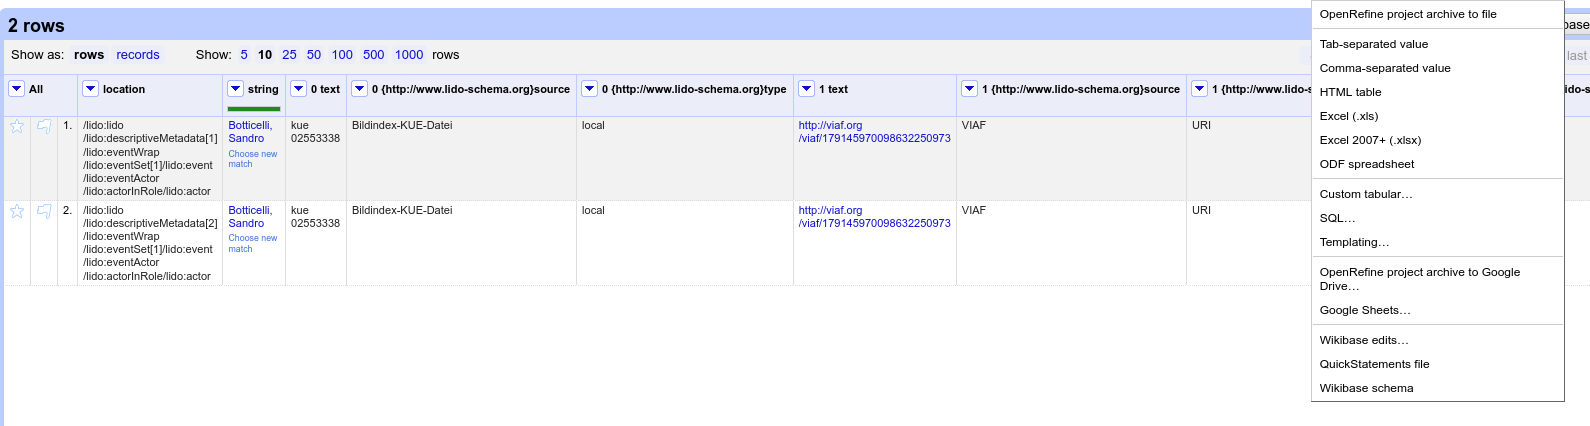 2 rows
Show as: rows records Show: 5 10 25 50 100 500 1000 rows
last
All location string 0 text 0 {http://www.lido-schema.org}source 0 {http://www.lido-schema.org}type 1 text 1 {http://www.lido-schema.org}source 1 {http://www.lido-s
1. /lido:lido
/lido:descriptiveMetadata[1]
/lido:eventWrap
/lido:eventSet[1]/lido:event
/lido:eventActor
/lido:actorInRole/lido:actor
Botticelli,
Sandro
Choose new
match
kue
02553338
Bildindex-KUE-Datei
local
http://viaf.org
/viaf/179145970098632250973
VIAF
URI
2. /lido:lido
/lido:descriptiveMetadata[2]
/lido:eventWrap
/lido:eventSet[1]/lido:event
/lido:eventActor
/lido:actorInRole/lido:actor
Botticelli,
Sandro
Choose new
match
kue
02553338
Bildindex-KUE-Datei
local
http://viaf.org
/viaf/179145970098632250973
VIAF
URI
OpenRefine project archive to file
Tab-separated value
Comma-separated value
HTML table
Excel (.xls)
Excel 2007+ (.xlsx)
ODF spreadsheet
Custom tabular…
SQL…
Templating…
OpenRefine project archive to Google
Drive…
Google Sheets…
Wikibase edits…
QuickStatements file
Wikibase schema